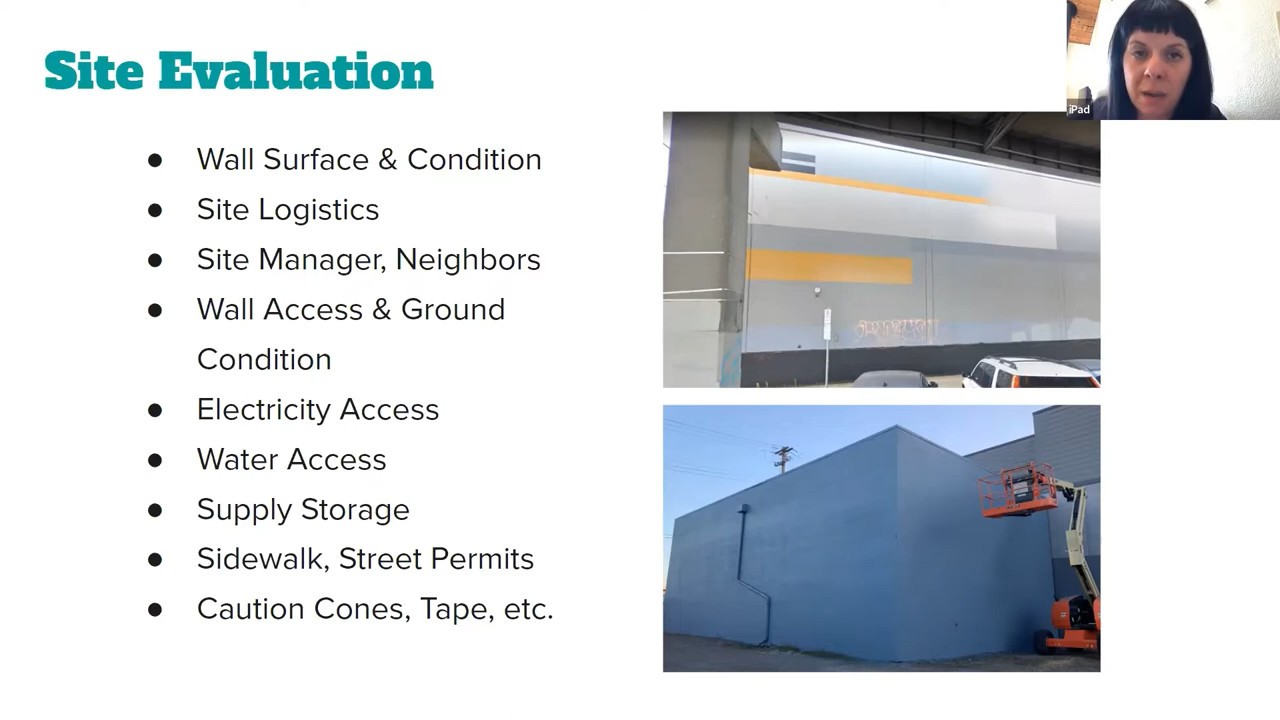 Site Evaluation
iPad
● Wall Surface & Condition
● Site Logistics
● Site Manager, Neighbors
● Wall Access & Ground
Condition
● Electricity Access
● Water Access
● Supply Storage
● Sidewalk, Street Permits
● Caution Cones, Tape, etc.